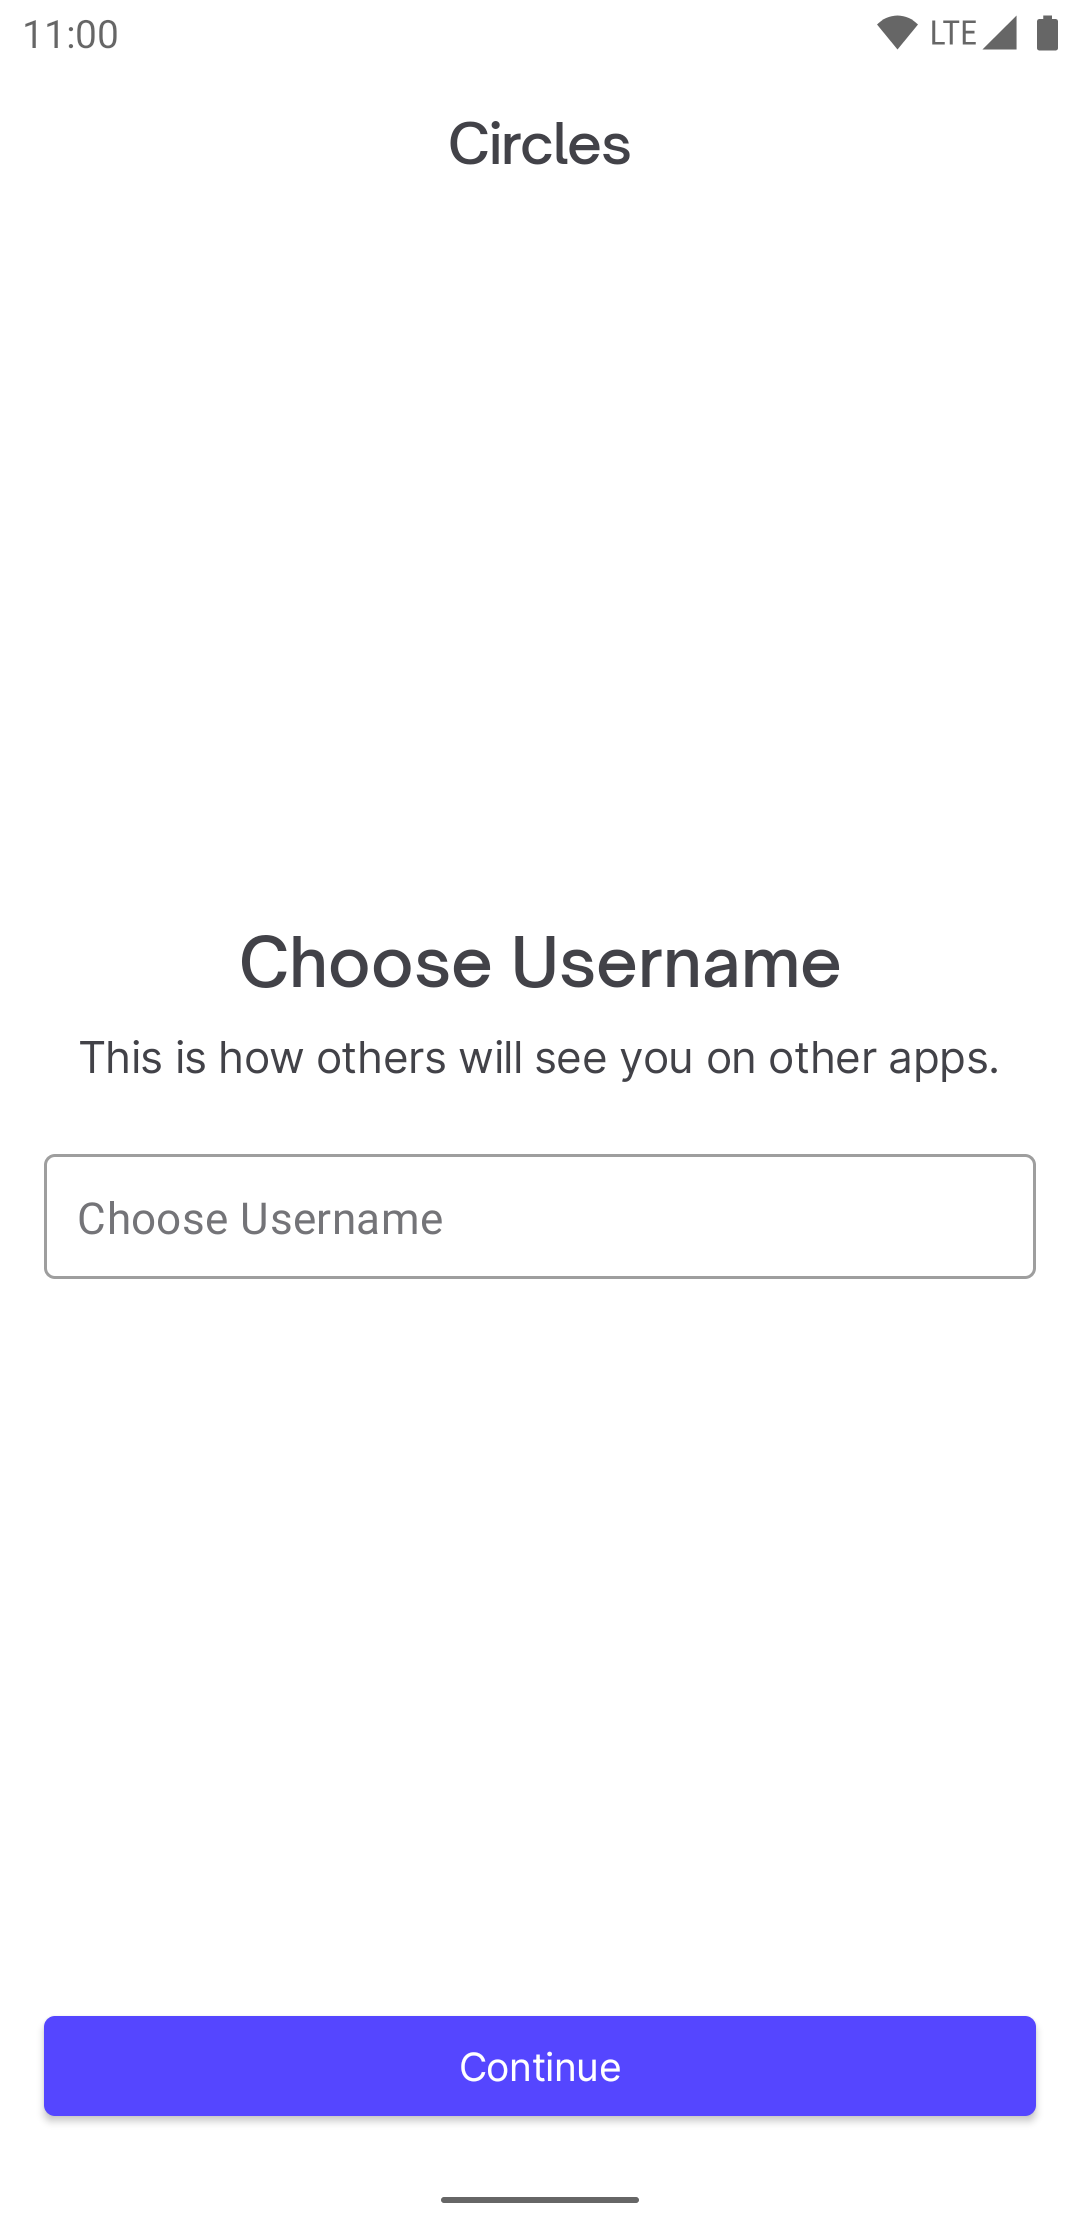 11:00
LTE
Circles
Choose Username
This is how others will see you on other apps.
Choose Username
Continue